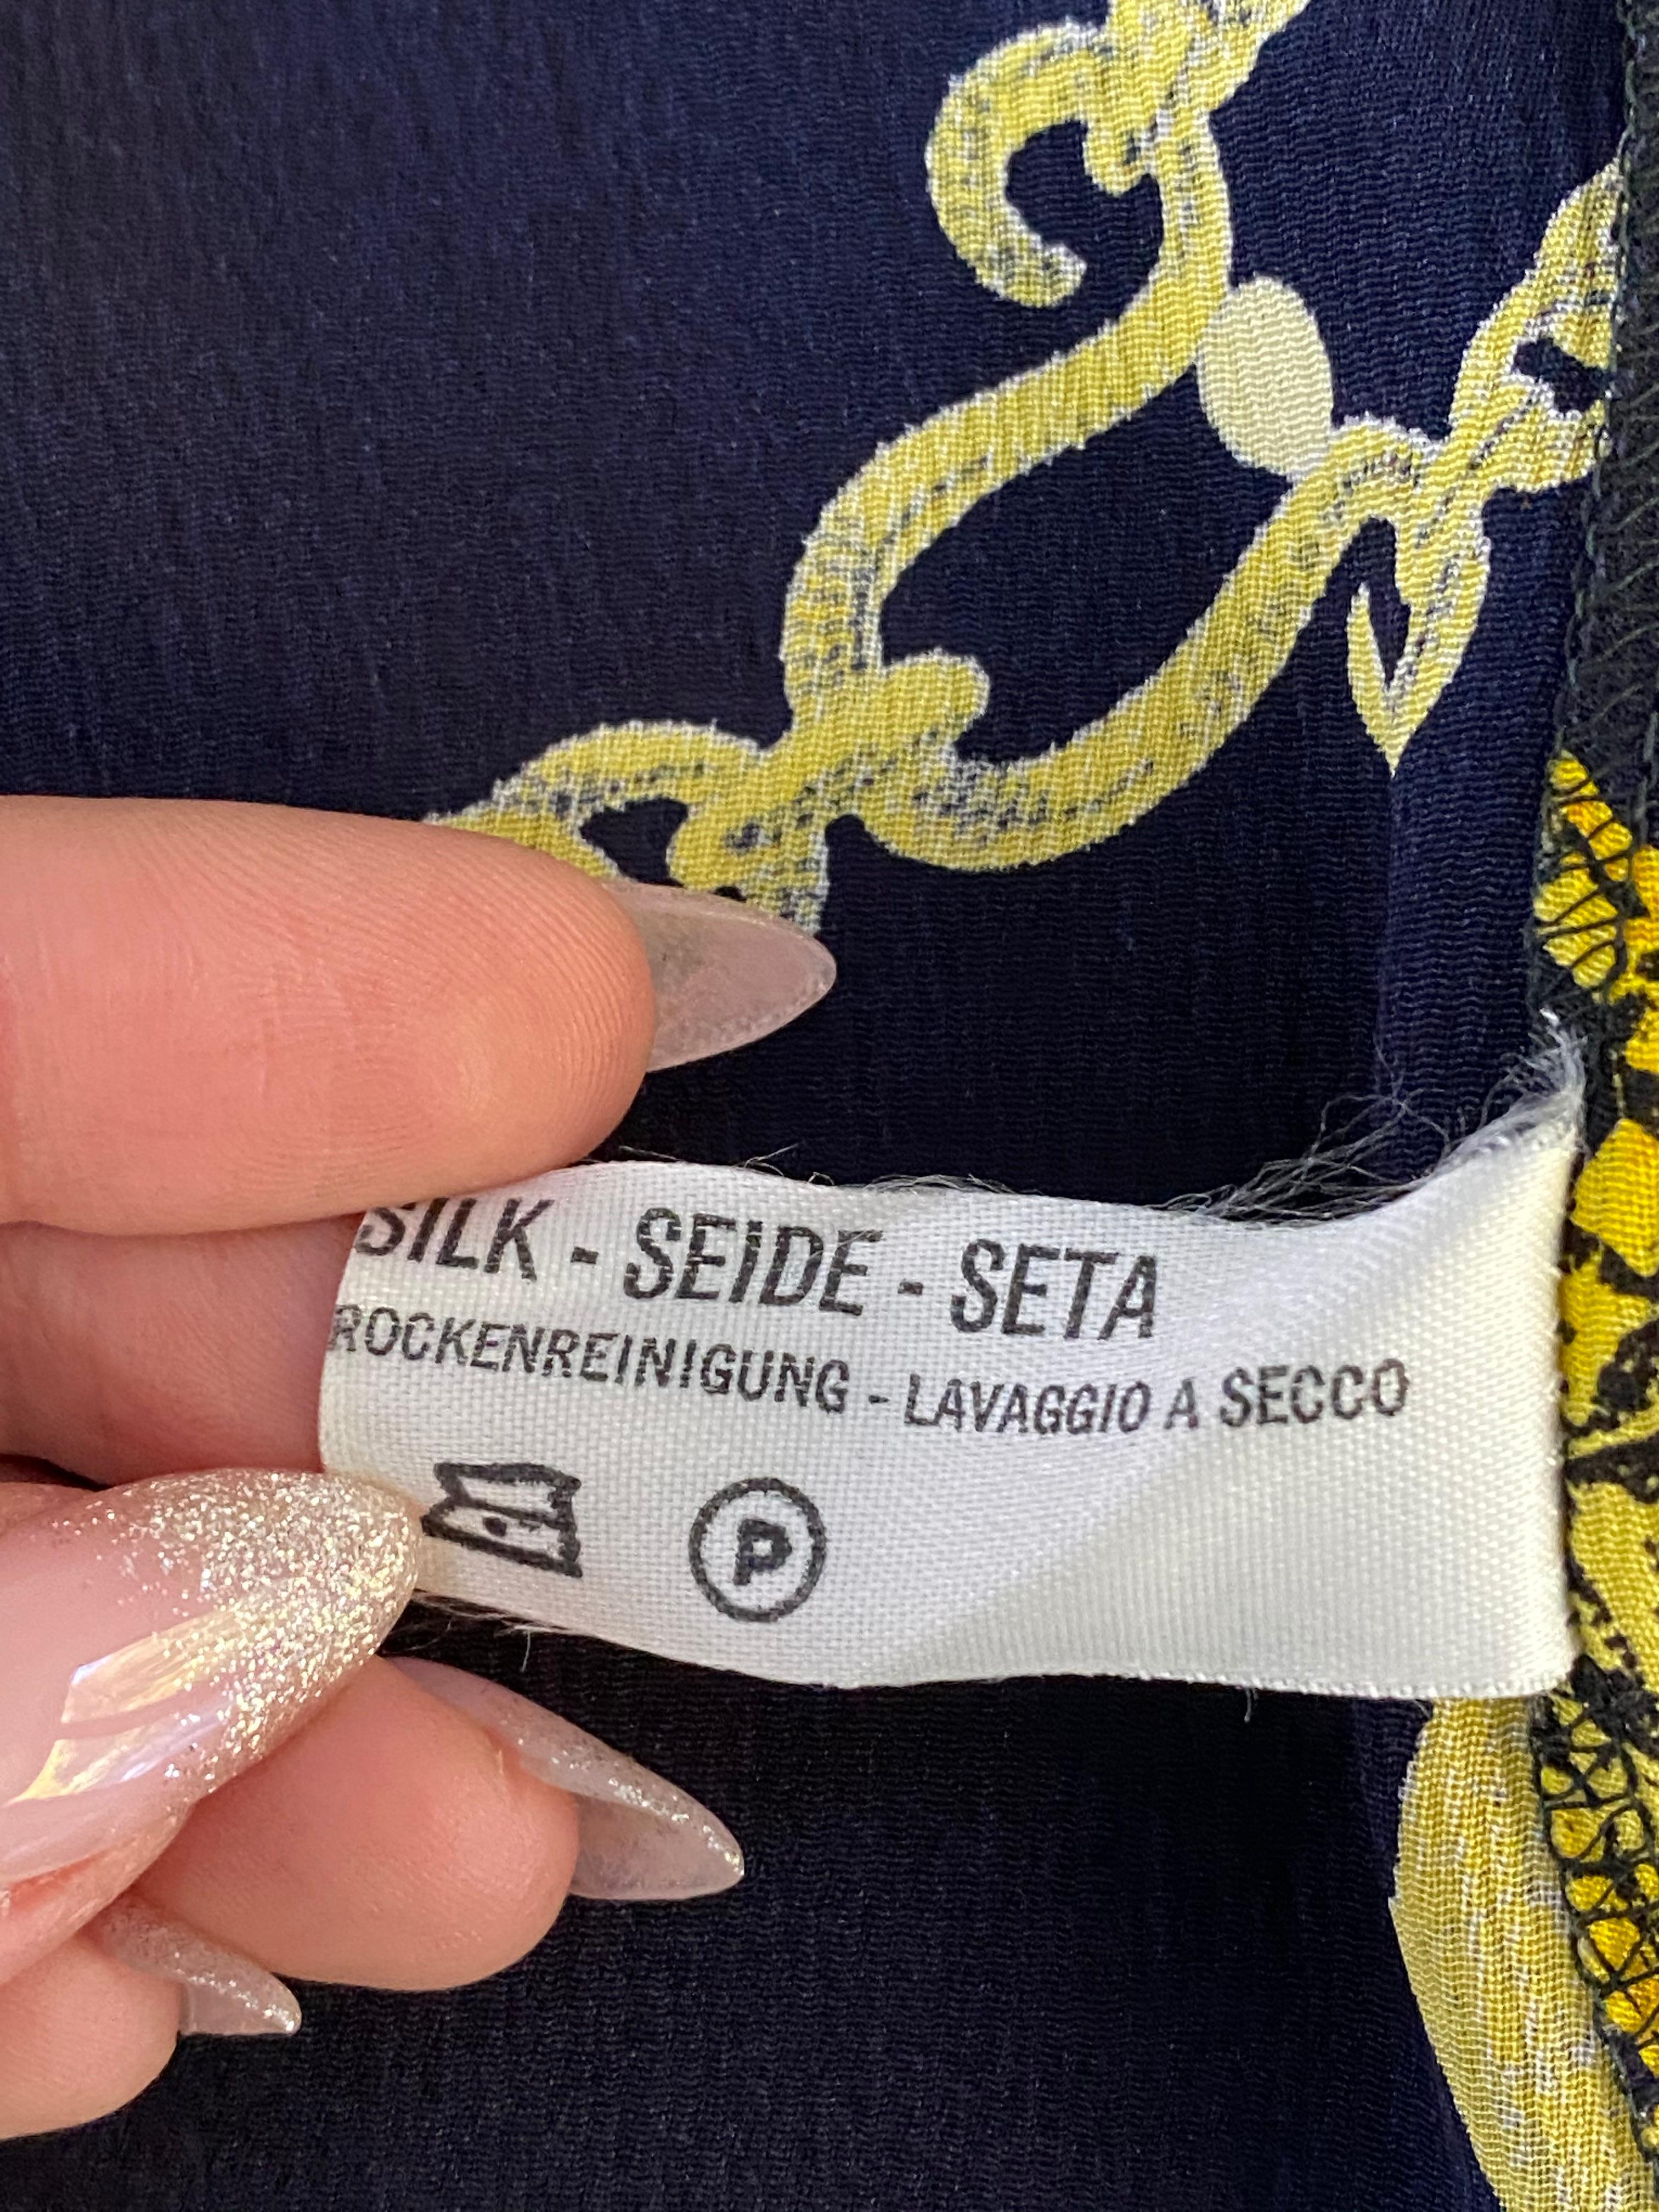 SILK - SEIDE - SETA
ROCKENREINIGUNG - LAVAGGIO A SECCO
P